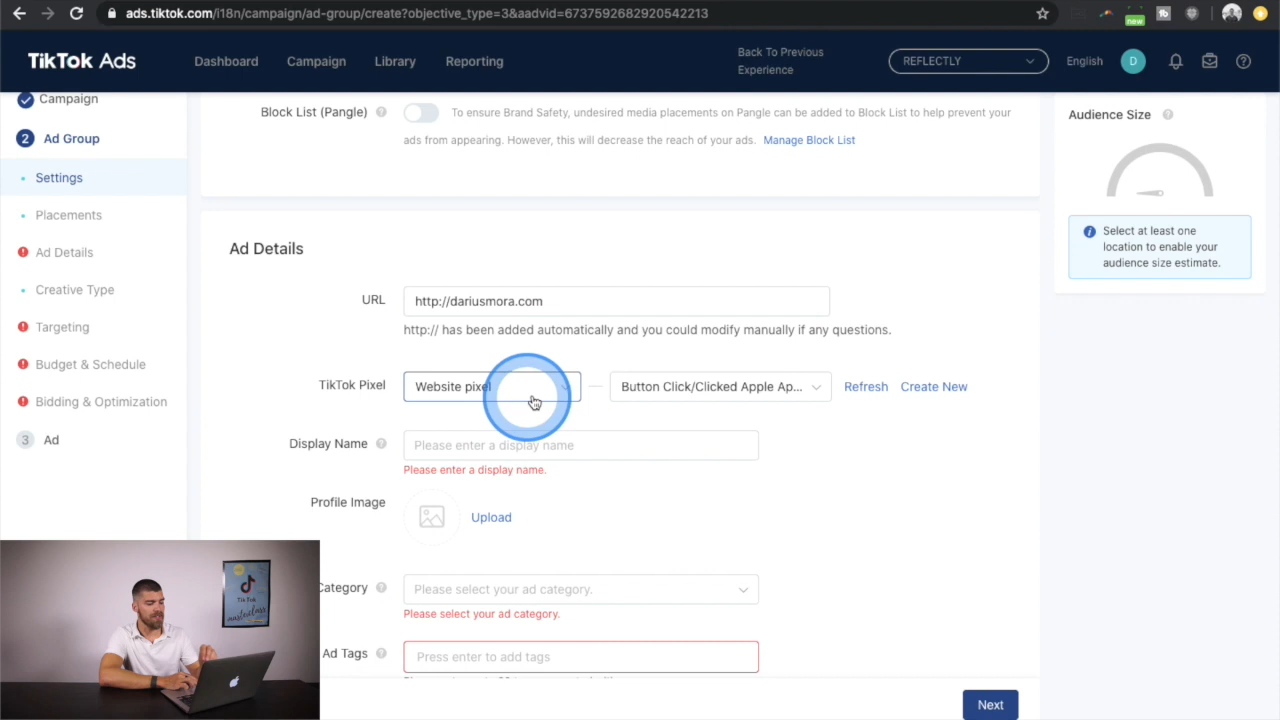 ads.tiktok.com/i18n/campaign/ad-group/create?objective_type=3&aadvid=6737592682920542213
new
TikTok Ads
Dashboard
Campaign
Library
Reporting
Back To Previous
Experience
REFLECTLY
English
D
Campaign
2 Ad Group
Settings
Placements
Ad Details
Creative Type
Targeting
Budget & Schedule
Bidding & Optimization
3 Ad
Block List (Pangle)
To ensure Brand Safety, undesired media placements on Pangle can be added to Block List to help prevent your
ads from appearing. However, this will decrease the reach of your ads. Manage Block List
Ad Details
URL
http://dariusmora.com
http:// has been added automatically and you could modify manually if any questions.
TikTok Pixel
Website pixel
Button Click/Clicked Apple Ap...
Refresh
Create New
Display Name
Please enter a display name
Please enter a display name.
Profile Image
Upload
Category
Please select your ad category.
Please select your ad category.
Ad Tags
Press enter to add tags
Next
Audience Size
Select at least one
location to enable your
audience size estimate.
Tik Tok